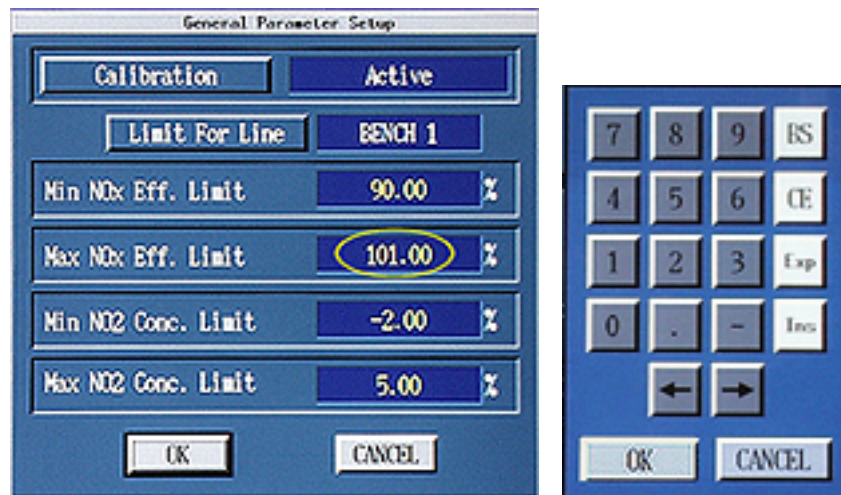 General Parameter Setup
Calibration Active
Limit For Line BENCH 1
Min NOx Eff. Limit 90.00 %
Max NOx Eff. Limit 101.00 %
Min NO2 Conc. Limit -2.00 %
Max NO2 Conc. Limit 5.00 %
OK CANCEL
7 8 9 BS
4 5 6 CE
1 2 3 Exp
0 . - Ins
← →
OK CANCEL